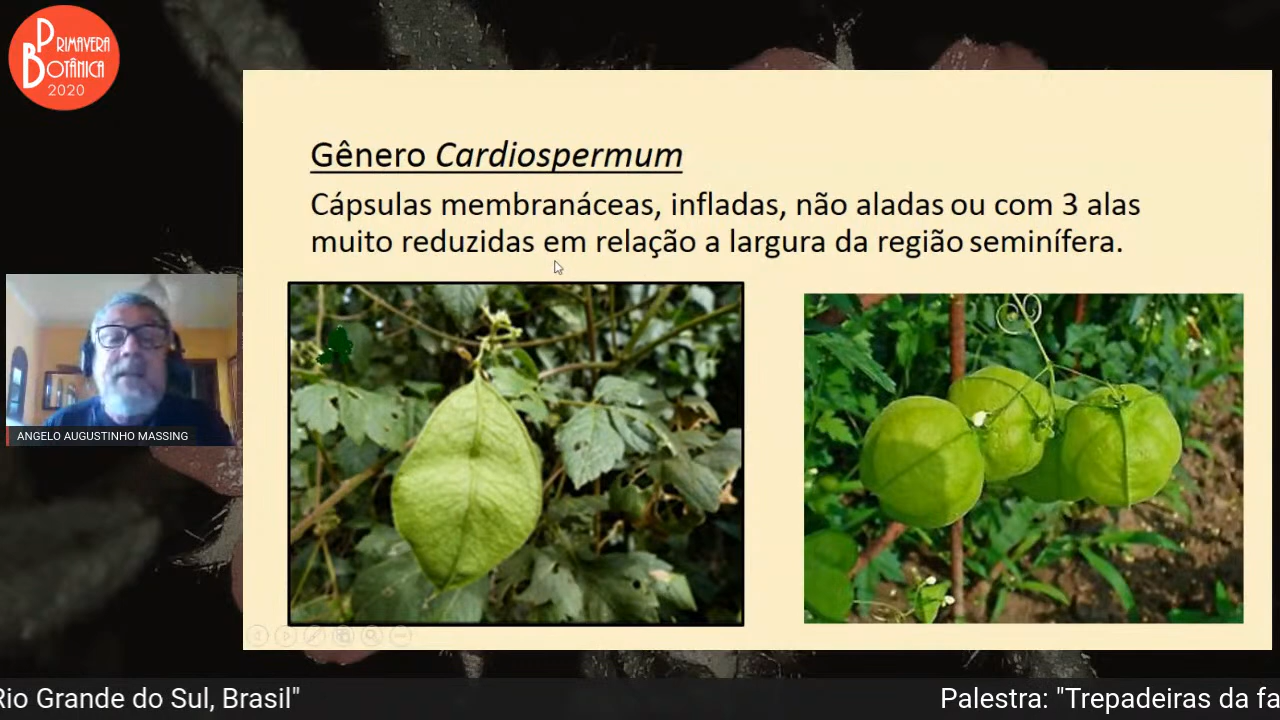 PRIMAVERA
BOTÂNICA
2020
Gênero Cardiospermum
Cápsulas membranáceas, infladas, não aladas ou com 3 alas
muito reduzidas em relação a largura da região seminífera.
ANGELO AUGUSTINHO MASSING
Rio Grande do Sul, Brasil"
Palestra: "Trepadeiras da fa